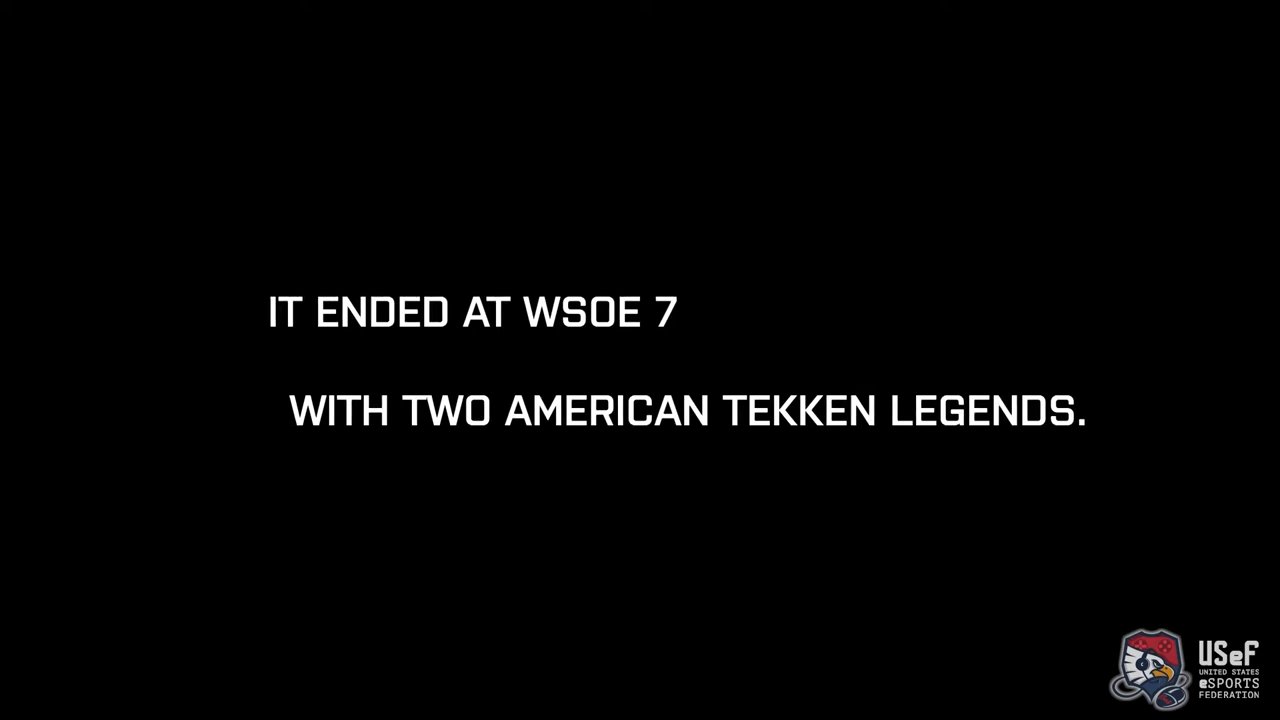 IT ENDED AT WSOE 7
WITH TWO AMERICAN TEKKEN LEGENDS.
USeF
UNITED STATES
eSPORTS
FEDERATION